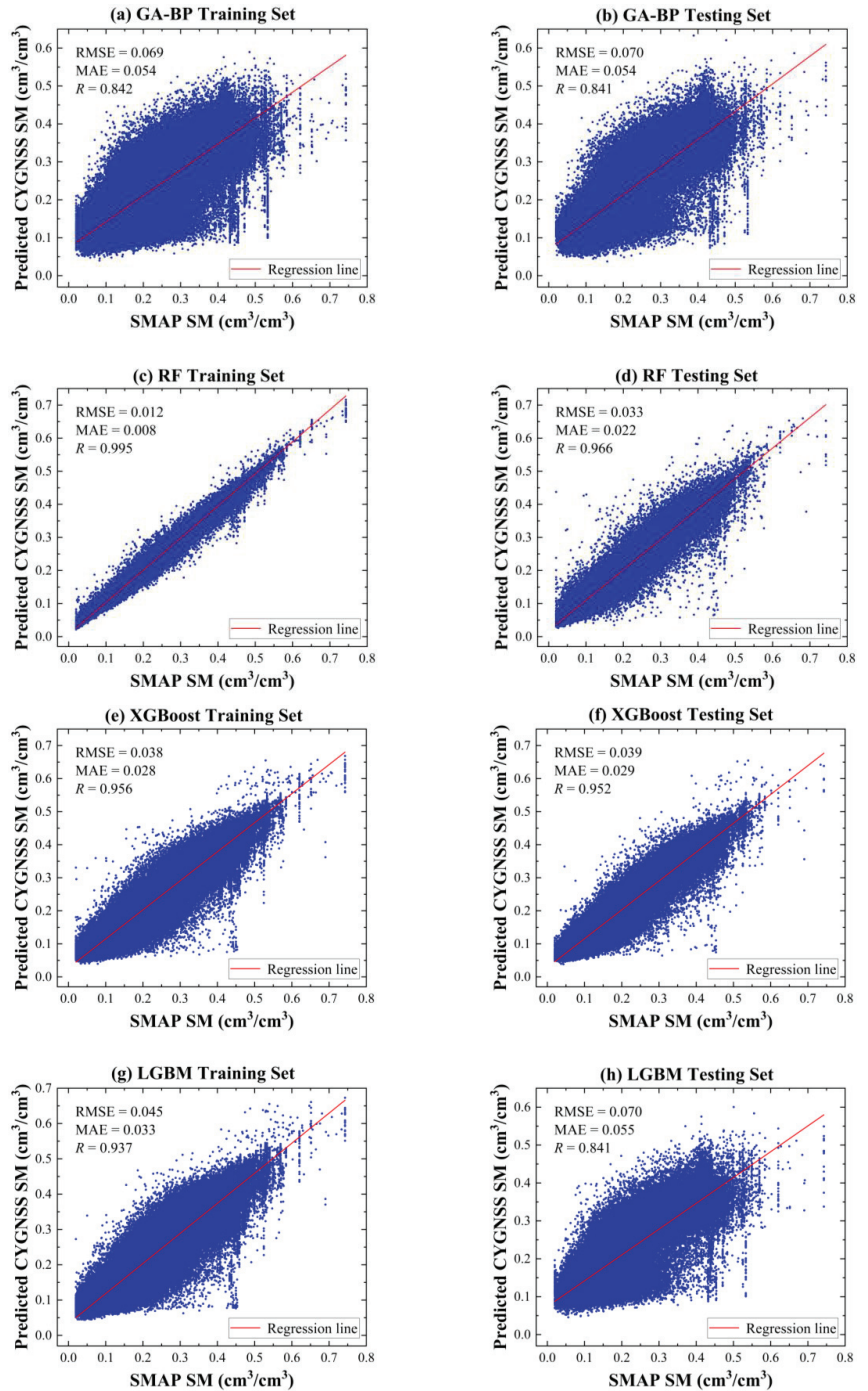 (a) GA-BP Training Set
RMSE = 0.069
MAE = 0.054
R = 0.842
Predicted CYGNSS SM (cm³/cm³)
0.6
0.5
0.4
0.3
0.2
0.1
0.0
Regression line
0.0 0.1 0.2 0.3 0.4 0.5 0.6 0.7 0.8
SMAP SM (cm³/cm³)
(b) GA-BP Testing Set
RMSE = 0.070
MAE = 0.054
R = 0.841
Predicted CYGNSS SM (cm³/cm³)
0.6
0.5
0.4
0.3
0.2
0.1
0.0
Regression line
0.0 0.1 0.2 0.3 0.4 0.5 0.6 0.7 0.8
SMAP SM (cm³/cm³)
(c) RF Training Set
RMSE = 0.012
MAE = 0.008
R = 0.995
Predicted CYGNSS SM (cm³/cm³)
0.7
0.6
0.5
0.4
0.3
0.2
0.1
0.0
Regression line
0.0 0.1 0.2 0.3 0.4 0.5 0.6 0.7 0.8
SMAP SM (cm³/cm³)
(d) RF Testing Set
RMSE = 0.033
MAE = 0.022
R = 0.966
Predicted CYGNSS SM (cm³/cm³)
0.7
0.6
0.5
0.4
0.3
0.2
0.1
0.0
Regression line
0.0 0.1 0.2 0.3 0.4 0.5 0.6 0.7 0.8
SMAP SM (cm³/cm³)
(e) XGBoost Training Set
RMSE = 0.038
MAE = 0.028
R = 0.956
Predicted CYGNSS SM (cm³/cm³)
0.7
0.6
0.5
0.4
0.3
0.2
0.1
0.0
Regression line
0.0 0.1 0.2 0.3 0.4 0.5 0.6 0.7 0.8
SMAP SM (cm³/cm³)
(f) XGBoost Testing Set
RMSE = 0.039
MAE = 0.029
R = 0.952
Predicted CYGNSS SM (cm³/cm³)
0.7
0.6
0.5
0.4
0.3
0.2
0.1
0.0
Regression line
0.0 0.1 0.2 0.3 0.4 0.5 0.6 0.7 0.8
SMAP SM (cm³/cm³)
(g) LGBM Training Set
RMSE = 0.045
MAE = 0.033
R = 0.937
Predicted CYGNSS SM (cm³/cm³)
0.7
0.6
0.5
0.4
0.3
0.2
0.1
0.0
Regression line
0.0 0.1 0.2 0.3 0.4 0.5 0.6 0.7 0.8
SMAP SM (cm³/cm³)
(h) LGBM Testing Set
RMSE = 0.070
MAE = 0.055
R = 0.841
Predicted CYGNSS SM (cm³/cm³)
0.6
0.5
0.4
0.3
0.2
0.1
0.0
Regression line
0.0 0.1 0.2 0.3 0.4 0.5 0.6 0.7 0.8
SMAP SM (cm³/cm³)